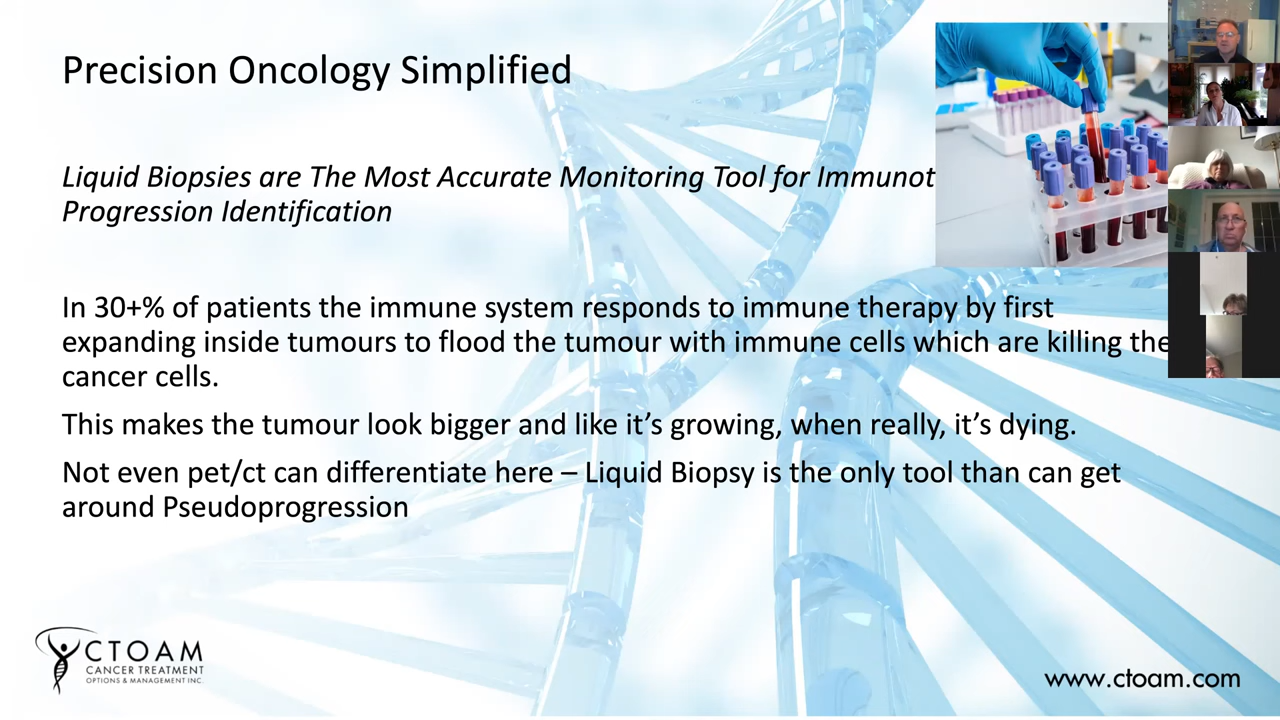 Precision Oncology Simplified
Liquid Biopsies are The Most Accurate Monitoring Tool for Immunot
Progression Identification
In 30+% of patients the immune system responds to immune therapy by first
expanding inside tumours to flood the tumour with immune cells which are killing the
cancer cells.
This makes the tumour look bigger and like it’s growing, when really, it’s dying.
Not even pet/ct can differentiate here – Liquid Biopsy is the only tool than can get
around Pseudoprogression
CTOAM
CANCER TREATMENT
OPTIONS & MANAGEMENT INC.
www.ctoam.com